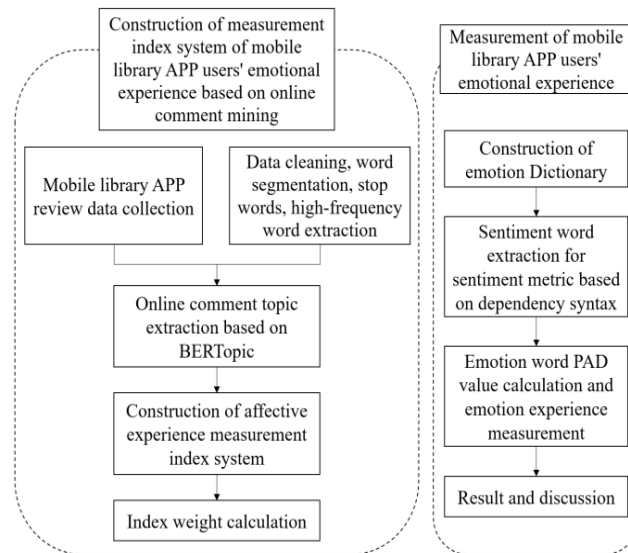 Construction of measurement
index system of mobile
library APP users' emotional
experience based on online
comment mining
Mobile library APP
review data collection
Data cleaning, word
segmentation, stop
words, high-frequency
word extraction
Online comment topic
extraction based on
BERTopic
Construction of affective
experience measurement
index system
Index weight calculation
Measurement of mobile
library APP users'
emotional experience
Construction of
emotion Dictionary
Sentiment word
extraction for
sentiment metric based
on dependency syntax
Emotion word PAD
value calculation and
emotion experience
measurement
Result and discussion